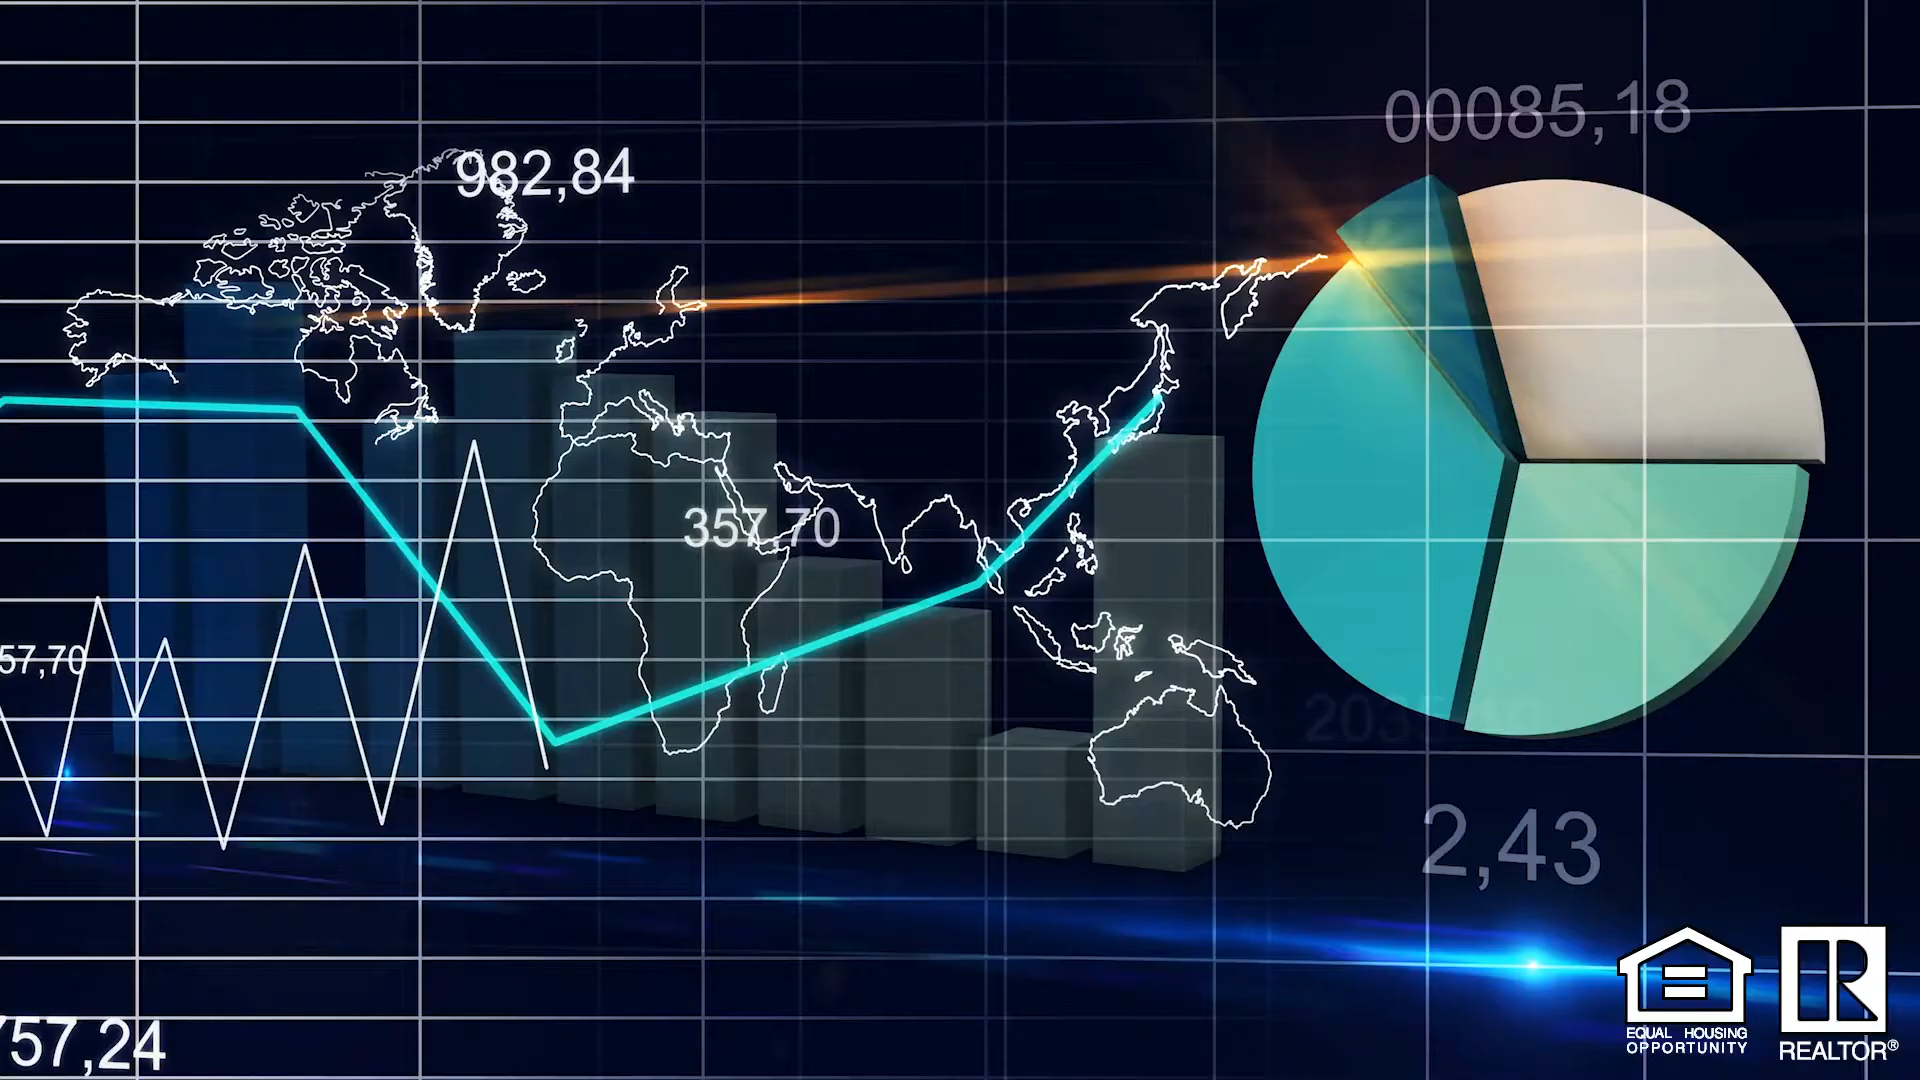 00085,18
982,84
357,70
57,70
2,43
757,24
EQUAL HOUSING
OPPORTUNITY
REALTOR®